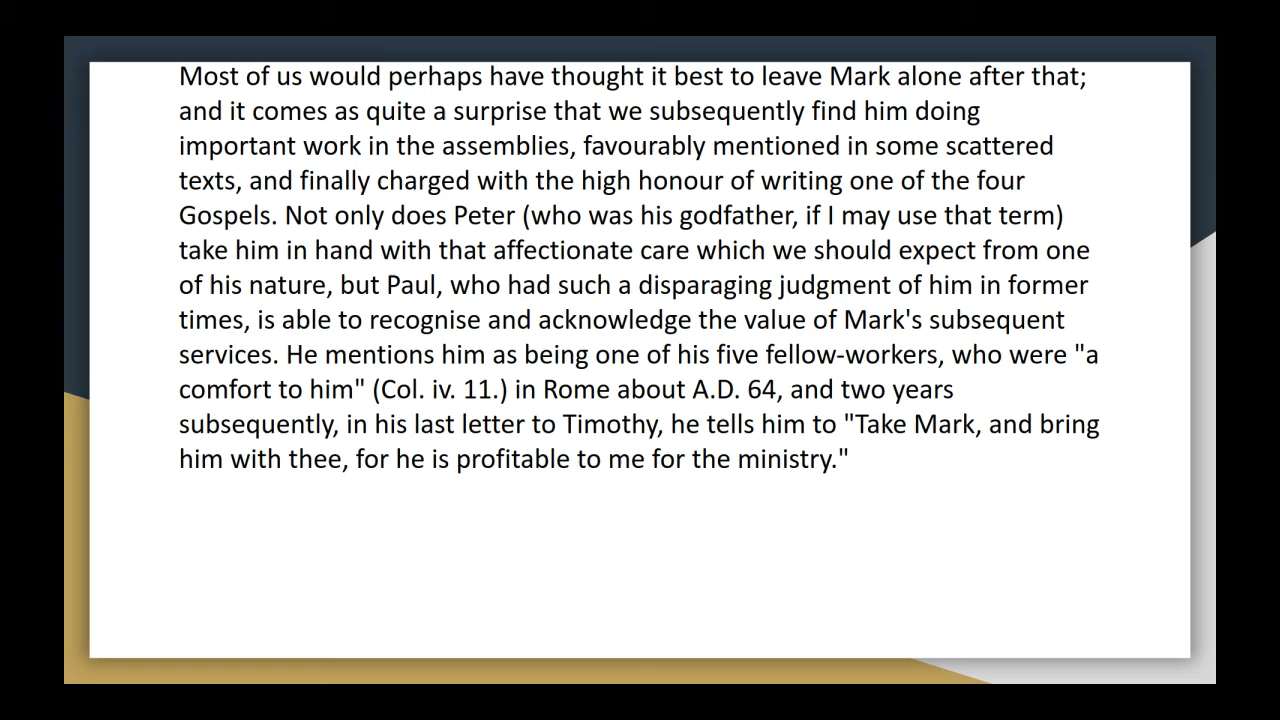 Most of us would perhaps have thought it best to leave Mark alone after that;
and it comes as quite a surprise that we subsequently find him doing
important work in the assemblies, favourably mentioned in some scattered
texts, and finally charged with the high honour of writing one of the four
Gospels. Not only does Peter (who was his godfather, if I may use that term)
take him in hand with that affectionate care which we should expect from one
of his nature, but Paul, who had such a disparaging judgment of him in former
times, is able to recognise and acknowledge the value of Mark's subsequent
services. He mentions him as being one of his five fellow-workers, who were "a
comfort to him" (Col. iv. 11.) in Rome about A.D. 64, and two years
subsequently, in his last letter to Timothy, he tells him to "Take Mark, and bring
him with thee, for he is profitable to me for the ministry."